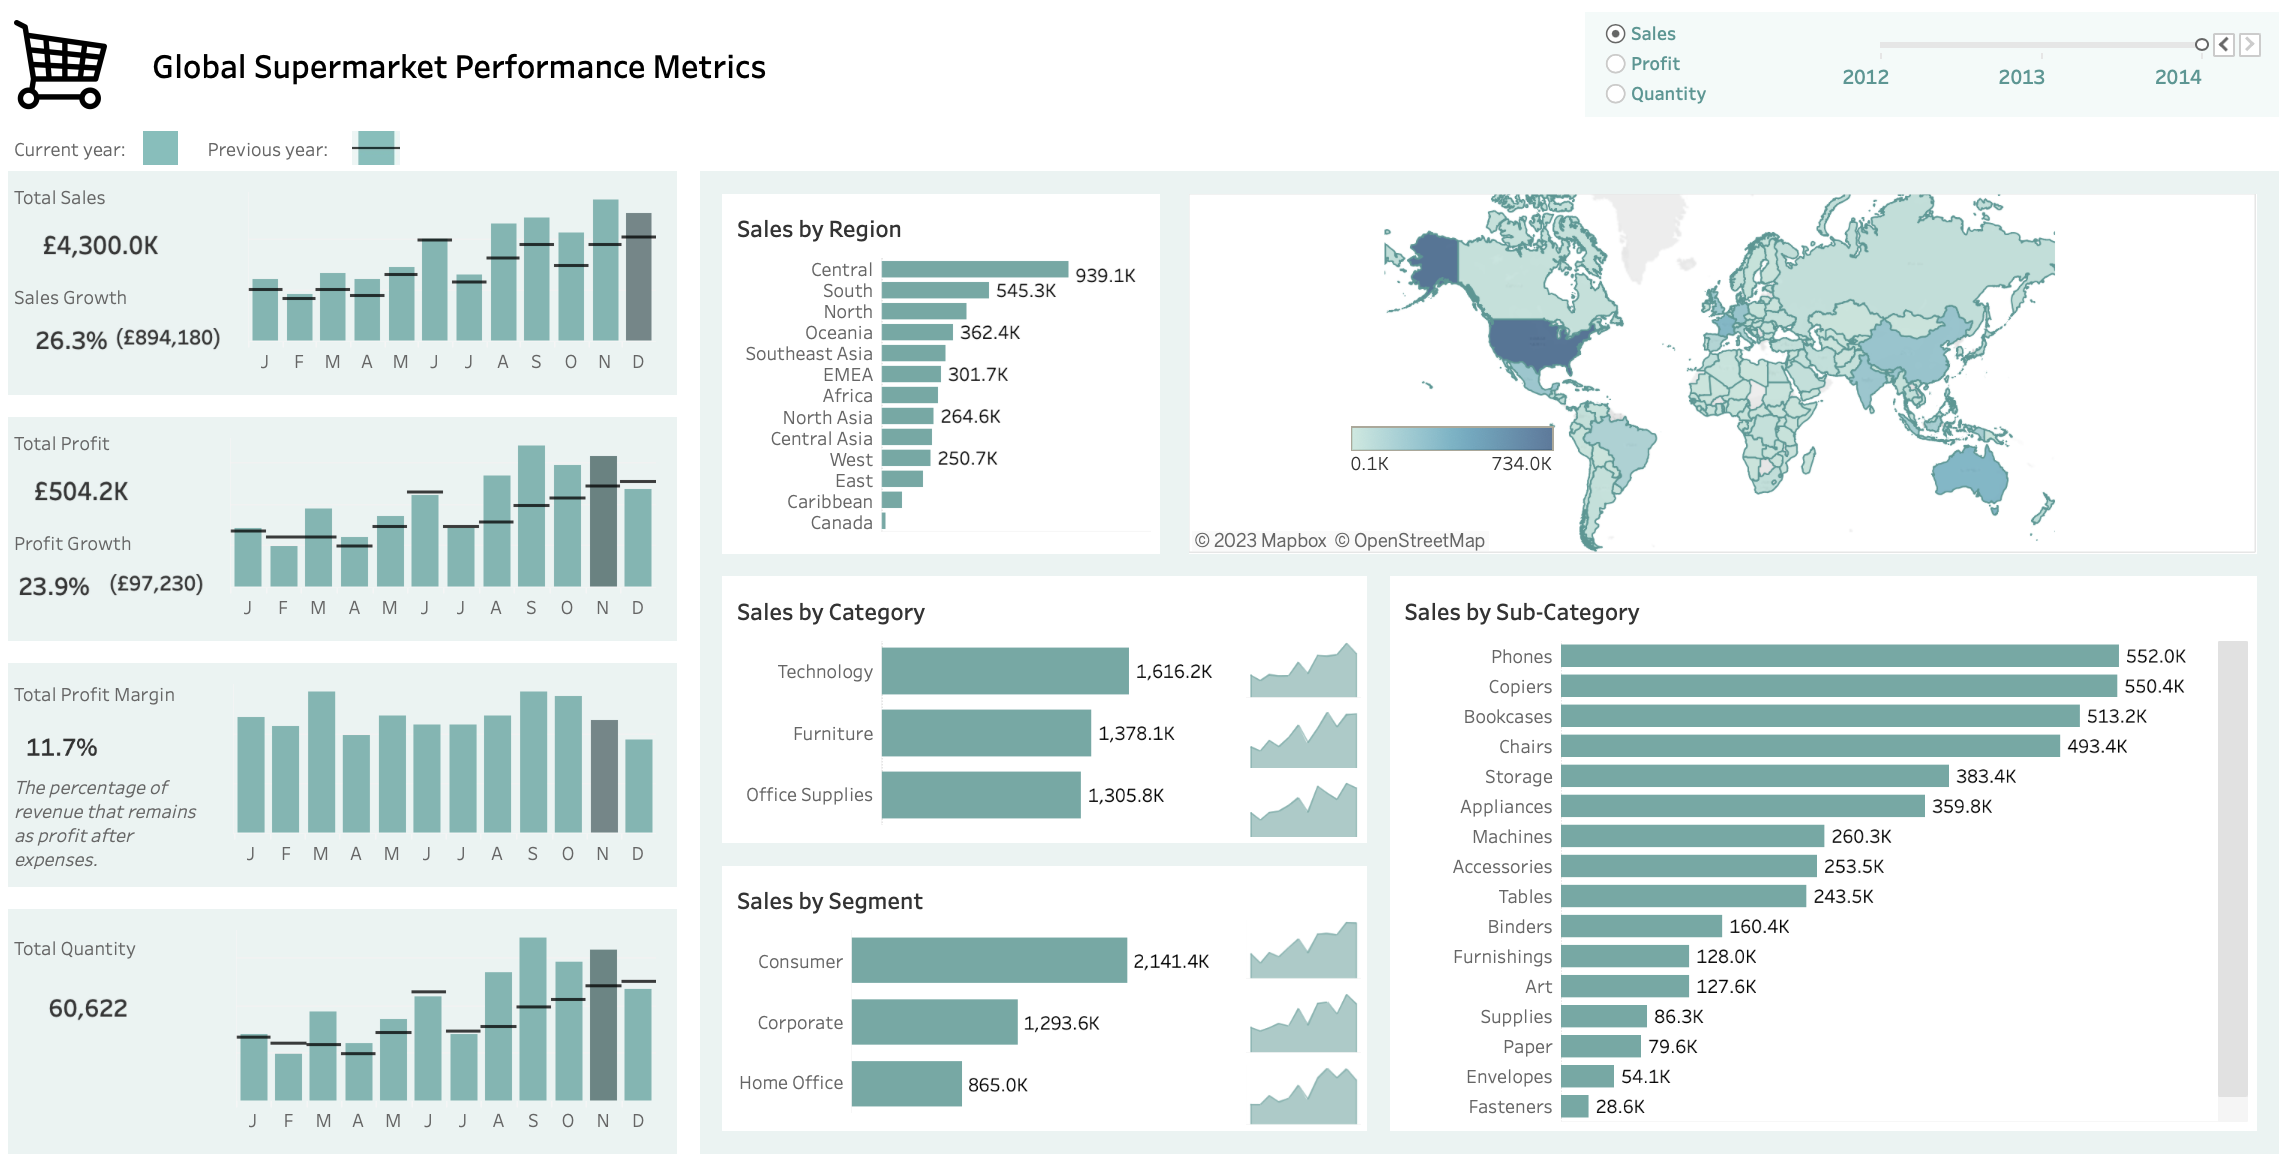 Global Supermarket Performance Metrics
Sales
Profit
Quantity
2012 2013 2014
Current year: Previous year:
Total Sales
£4,300.0K
Sales Growth
26.3% (£894,180)
J F M A M J J A S O N D
Total Profit
£504.2K
Profit Growth
23.9% (£97,230)
J F M A M J J A S O N D
Total Profit Margin
11.7%
The percentage of
revenue that remains
as profit after
expenses.
J F M A M J J A S O N D
Total Quantity
60,622
J F M A M J J A S O N D
Sales by Region
Central 939.1K
South 545.3K
North
Oceania 362.4K
Southeast Asia
EMEA 301.7K
Africa
North Asia 264.6K
Central Asia
West 250.7K
East
Caribbean
Canada
0.1K 734.0K
© 2023 Mapbox © OpenStreetMap
Sales by Category
Technology 1,616.2K
Furniture 1,378.1K
Office Supplies 1,305.8K
Sales by Segment
Consumer 2,141.4K
Corporate 1,293.6K
Home Office 865.0K
Sales by Sub-Category
Phones 552.0K
Copiers 550.4K
Bookcases 513.2K
Chairs 493.4K
Storage 383.4K
Appliances 359.8K
Machines 260.3K
Accessories 253.5K
Tables 243.5K
Binders 160.4K
Furnishings 128.0K
Art 127.6K
Supplies 86.3K
Paper 79.6K
Envelopes 54.1K
Fasteners 28.6K